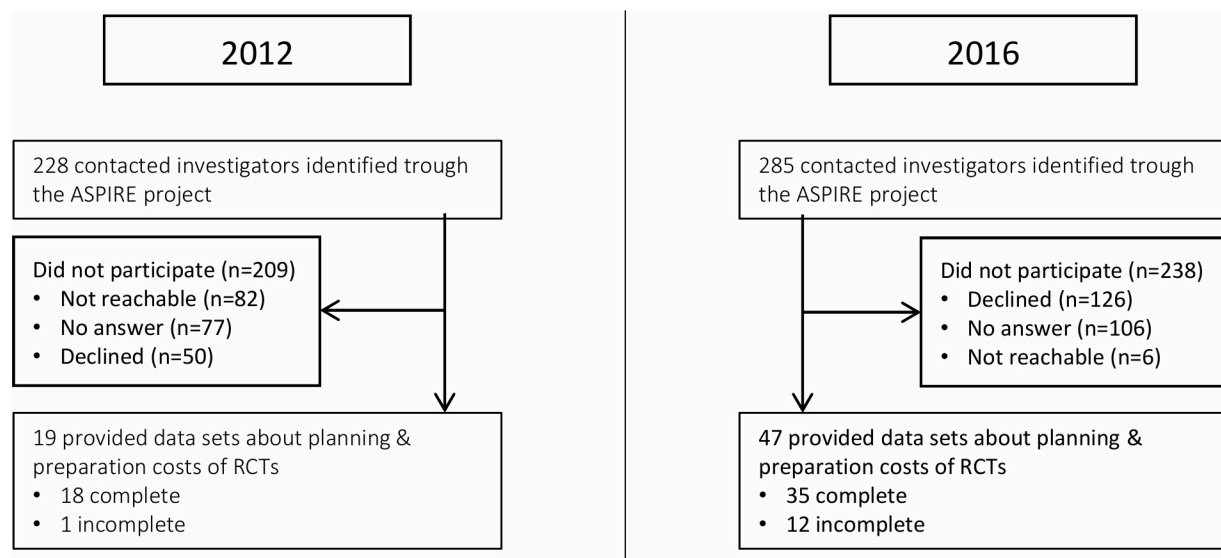 2012
228 contacted investigators identified trough
the ASPIRE project
Did not participate (n=209)
• Not reachable (n=82)
• No answer (n=77)
• Declined (n=50)
19 provided data sets about planning &
preparation costs of RCTs
• 18 complete
• 1 incomplete
2016
285 contacted investigators identified trough
the ASPIRE project
Did not participate (n=238)
• Declined (n=126)
• No answer (n=106)
• Not reachable (n=6)
47 provided data sets about planning &
preparation costs of RCTs
• 35 complete
• 12 incomplete